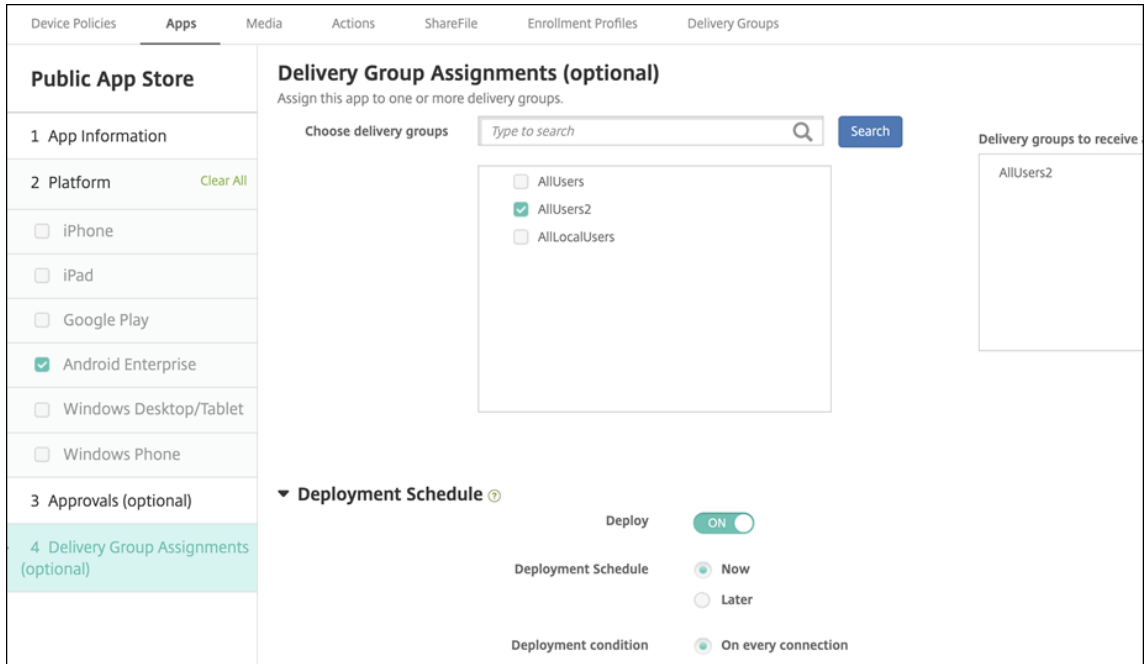 Device Policies Apps Media Actions ShareFile Enrollment Profiles Delivery Groups
Public App Store
1 App Information
2 Platform Clear All
iPhone
iPad
Google Play
Android Enterprise
Windows Desktop/Tablet
Windows Phone
3 Approvals (optional)
4 Delivery Group Assignments
(optional)
Delivery Group Assignments (optional)
Assign this app to one or more delivery groups.
Choose delivery groups Type to search Search
AllUsers
AllUsers2
AllLocalUsers
Delivery groups to receive
AllUsers2
Deployment Schedule ?
Deploy ON
Deployment Schedule Now
Later
Deployment condition On every connection